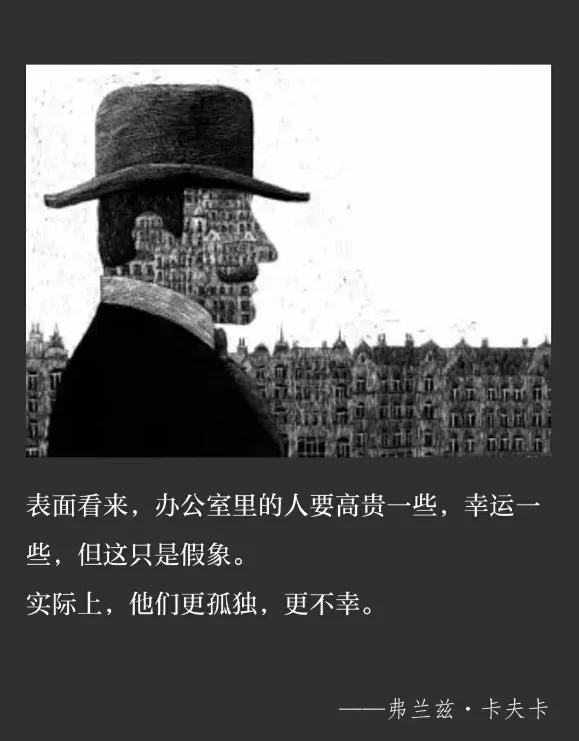 表面看来，办公室里的人要高贵一些，幸运一
些，但这只是假象。
实际上，他们更孤独，更不幸。
——弗兰兹·卡夫卡